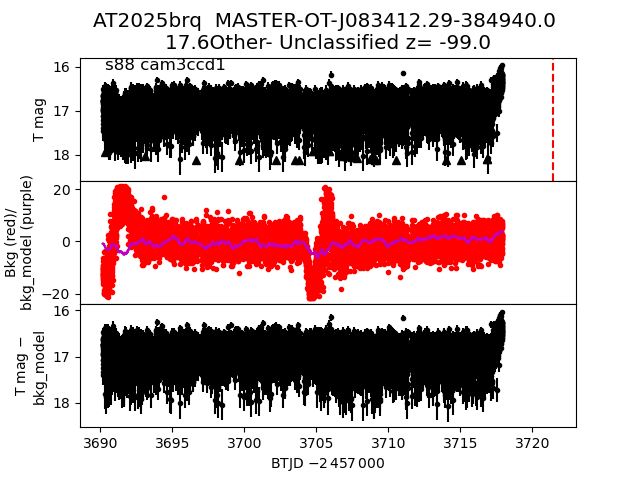 AT2025brq  MASTER-OT-J083412.29-384940.0
17.6Other- Unclassified z= -99.0
s88 cam3ccd1
T mag
16
17
18
Bkg (red)/
bkg_model (purple)
20
0
−20
T mag −
bkg_model
16
17
18
3690 3695 3700 3705 3710 3715 3720
BTJD −2 457 000